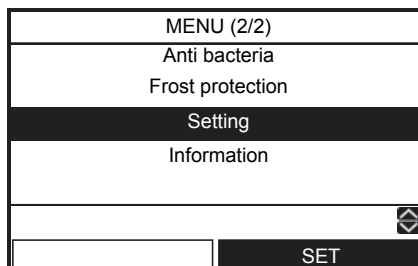 MENU (2/2)
Anti bacteria
Frost protection
Setting
Information
SET